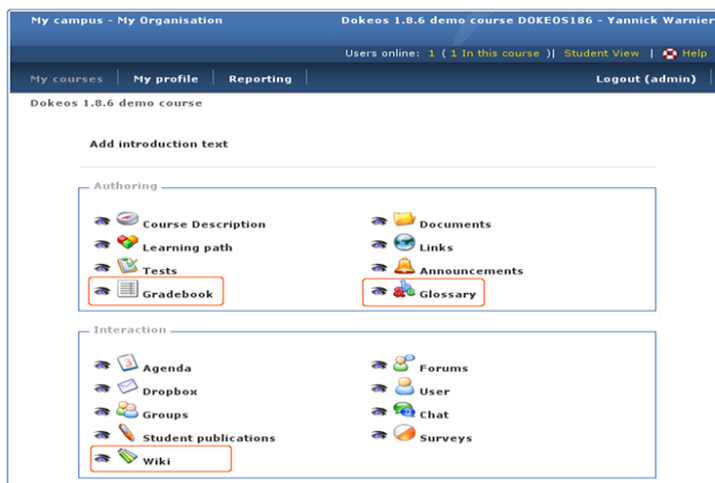 My campus - My Organisation    Dokeos 1.8.6 demo course DOKEOS186 - Yannick Warnier
Users online: 1 ( 1 In this course )| Student View | Help
My courses | My profile | Reporting | Logout (admin)
Dokeos 1.8.6 demo course
Add introduction text
Authoring
Course Description    Documents
Learning path    Links
Tests    Announcements
Gradebook    Glossary
Interaction
3
Agenda    Forums
Dropbox    User
Groups    Chat
Student publications    Surveys
Wiki